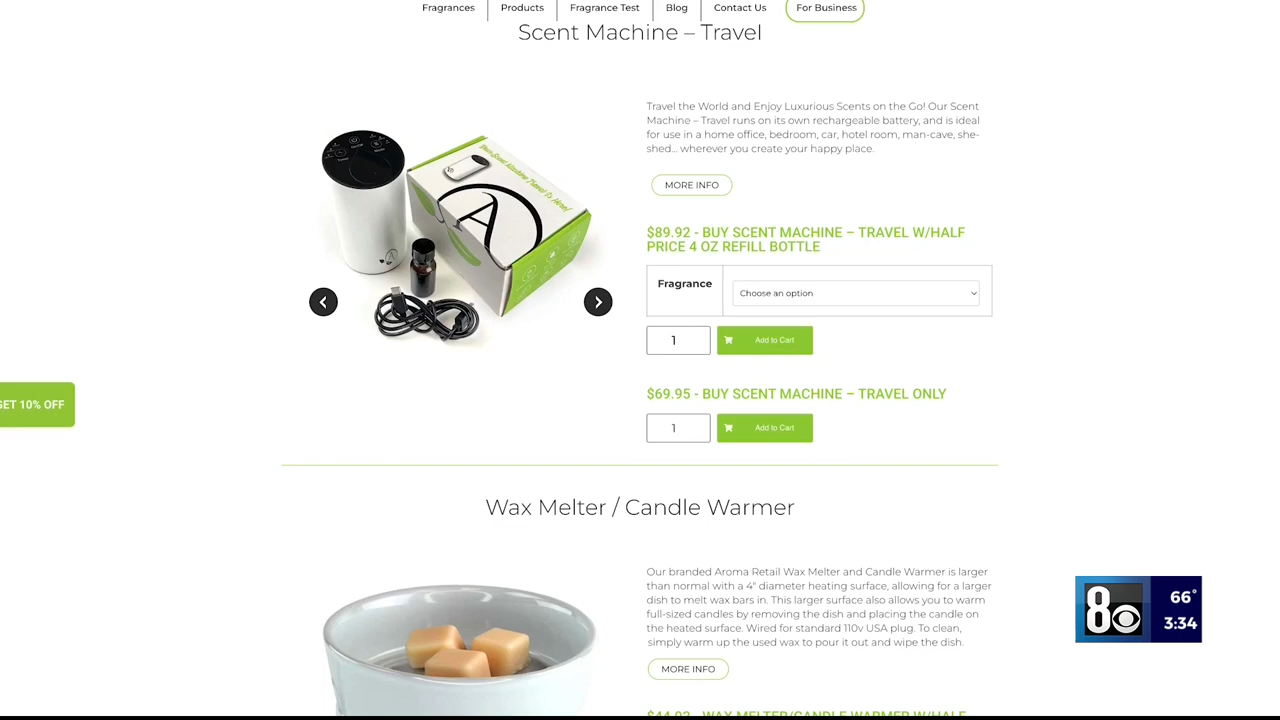 Fragrances
Products
Fragrance Test
Blog
Contact Us
For Business
Scent Machine – Travel
Travel the World and Enjoy Luxurious Scents on the Go! Our Scent
Machine – Travel runs on its own rechargeable battery, and is ideal
for use in a home office, bedroom, car, hotel room, man-cave, she-
shed... wherever you create your happy place.
MORE INFO
$89.92 - BUY SCENT MACHINE – TRAVEL W/HALF
PRICE 4 OZ REFILL BOTTLE
Fragrance
Choose an option
1
Add to Cart
$69.95 - BUY SCENT MACHINE – TRAVEL ONLY
1
Add to Cart
GET 10% OFF
Wax Melter / Candle Warmer
Our branded Aroma Retail Wax Melter and Candle Warmer is larger
than normal with a 4" diameter heating surface, allowing for a larger
dish to melt wax bars in. This larger surface also allows you to warm
full-sized candles by removing the dish and placing the candle on
the heated surface. Wired for standard 110v USA plug. To clean,
simply warm up the used wax to pour it out and wipe the dish.
MORE INFO
8
66°
3:34